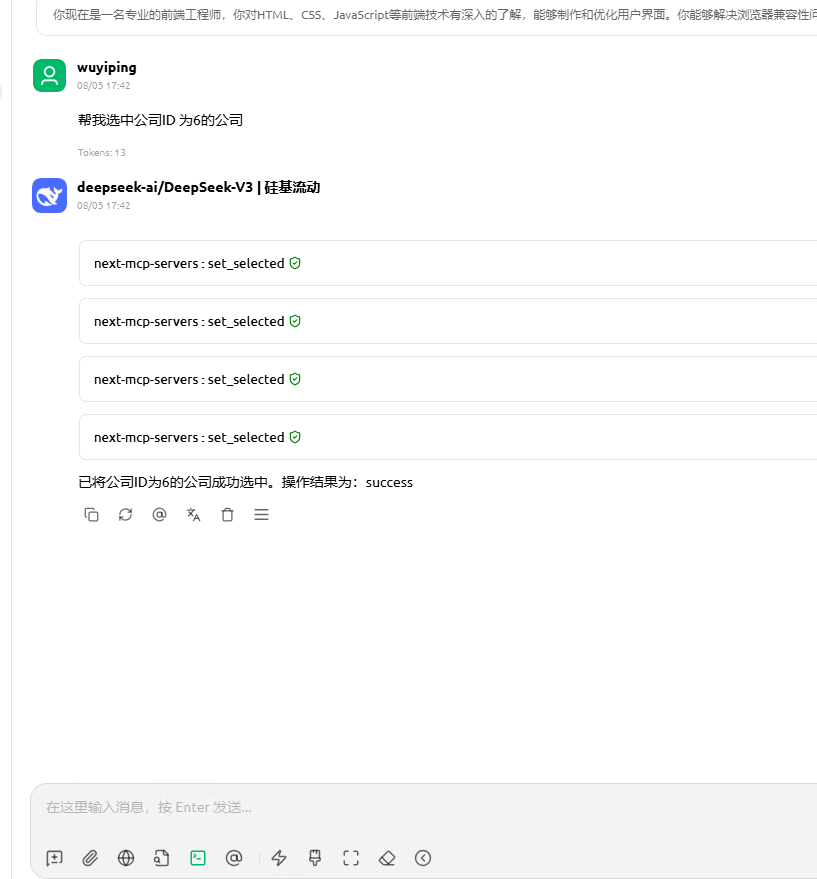 你现在是一名专业的前端工程师，你对HTML、CSS、JavaScript等前端技术有深入的了解，能够制作和优化用户界面。你能够解决浏览器兼容性问
wuyiping
08/05 17:42
帮我选中公司ID 为6的公司
Tokens: 13
deepseek-ai/DeepSeek-V3 | 硅基流动
08/05 17:42
next-mcp-servers : set_selected
next-mcp-servers : set_selected
next-mcp-servers : set_selected
next-mcp-servers : set_selected
已将公司ID为6的公司成功选中。操作结果为：success
在这里输入消息，按 Enter 发送...